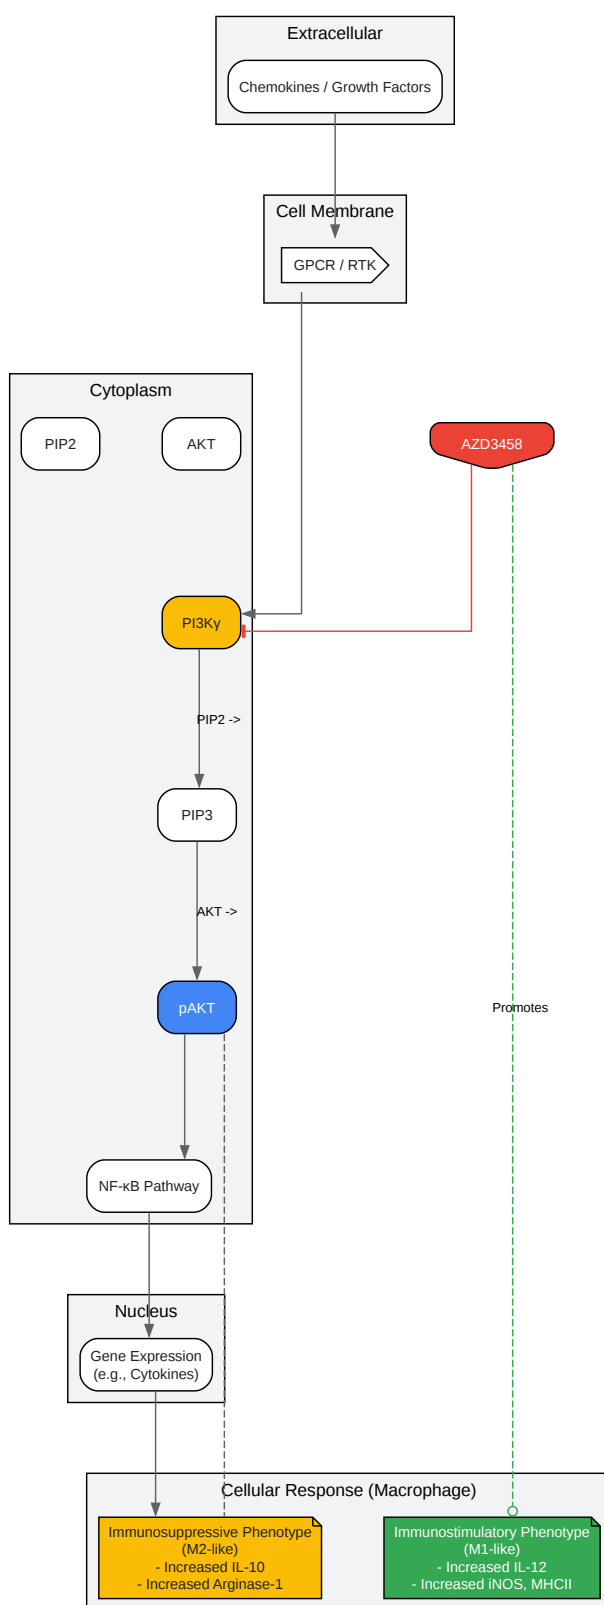 Extracellular
Chemokines / Growth Factors
Cell Membrane
GPCR / RTK
Cytoplasm
PIP2
AKT
AZD3458
PI3Kγ
PIP2 ->
PIP3
AKT ->
pAKT
Promotes
NF-κB Pathway
Nucleus
Gene Expression
(e.g., Cytokines)
Cellular Response (Macrophage)
Immunosuppressive Phenotype
(M2-like)
- Increased IL-10
- Increased Arginase-1
Immunostimulatory Phenotype
(M1-like)
- Increased IL-12
- Increased iNOS, MHCII